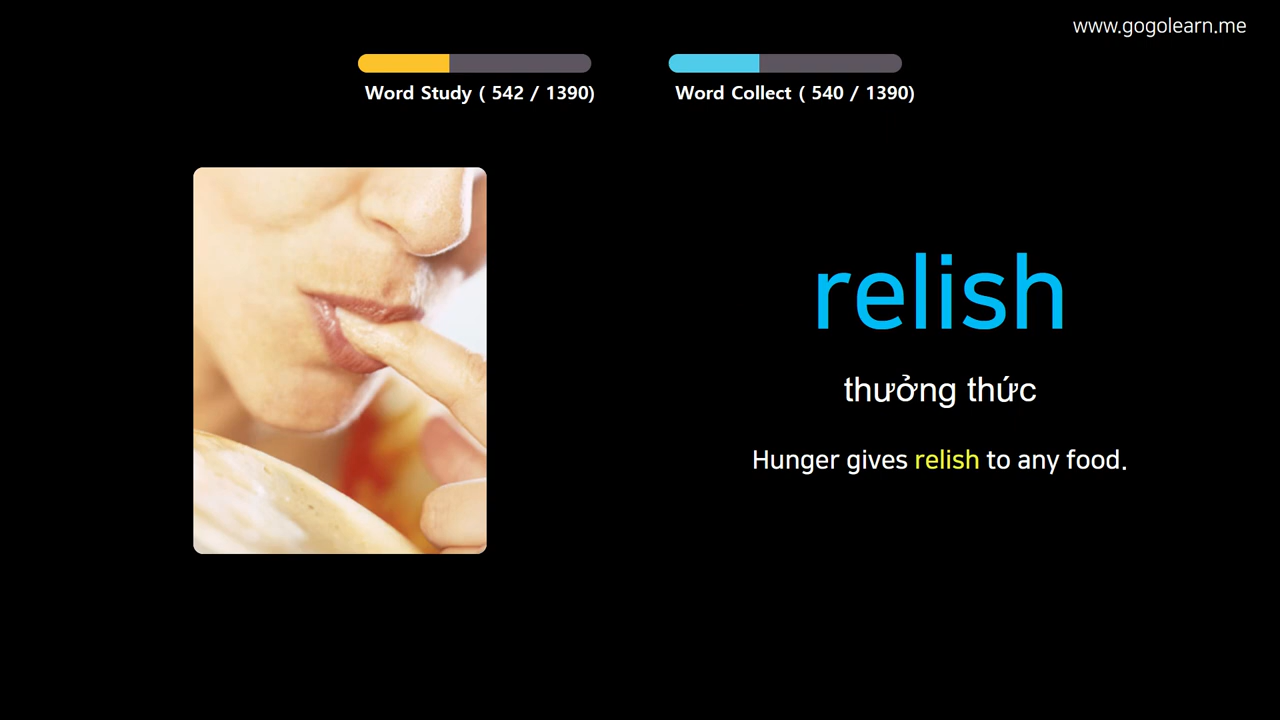 www.gogolearn.me
Word Study ( 542 / 1390)
Word Collect ( 540 / 1390)
relish
thưởng thức
Hunger gives relish to any food.